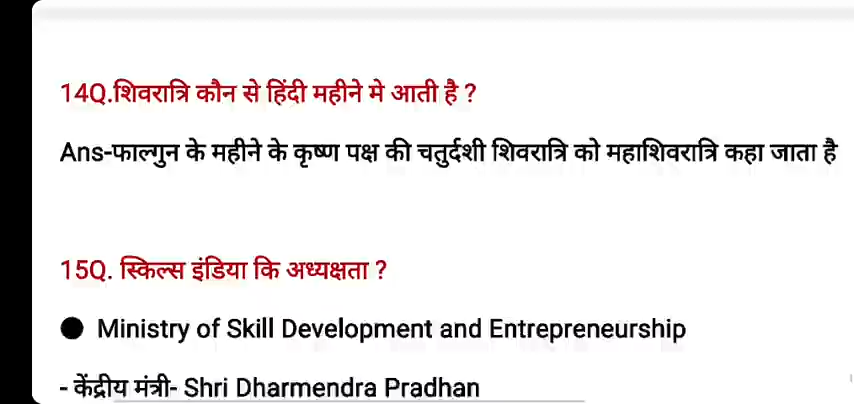 14Q.शिवरात्रि कौन से हिंदी महीने मे आती है ?
Ans-फाल्गुन के महीने के कृष्ण पक्ष की चतुर्दशी शिवरात्रि को महाशिवरात्रि कहा जाता है
15Q. स्किल्स इंडिया कि अध्यक्षता ?
● Ministry of Skill Development and Entrepreneurship
- केंद्रीय मंत्री- Shri Dharmendra Pradhan